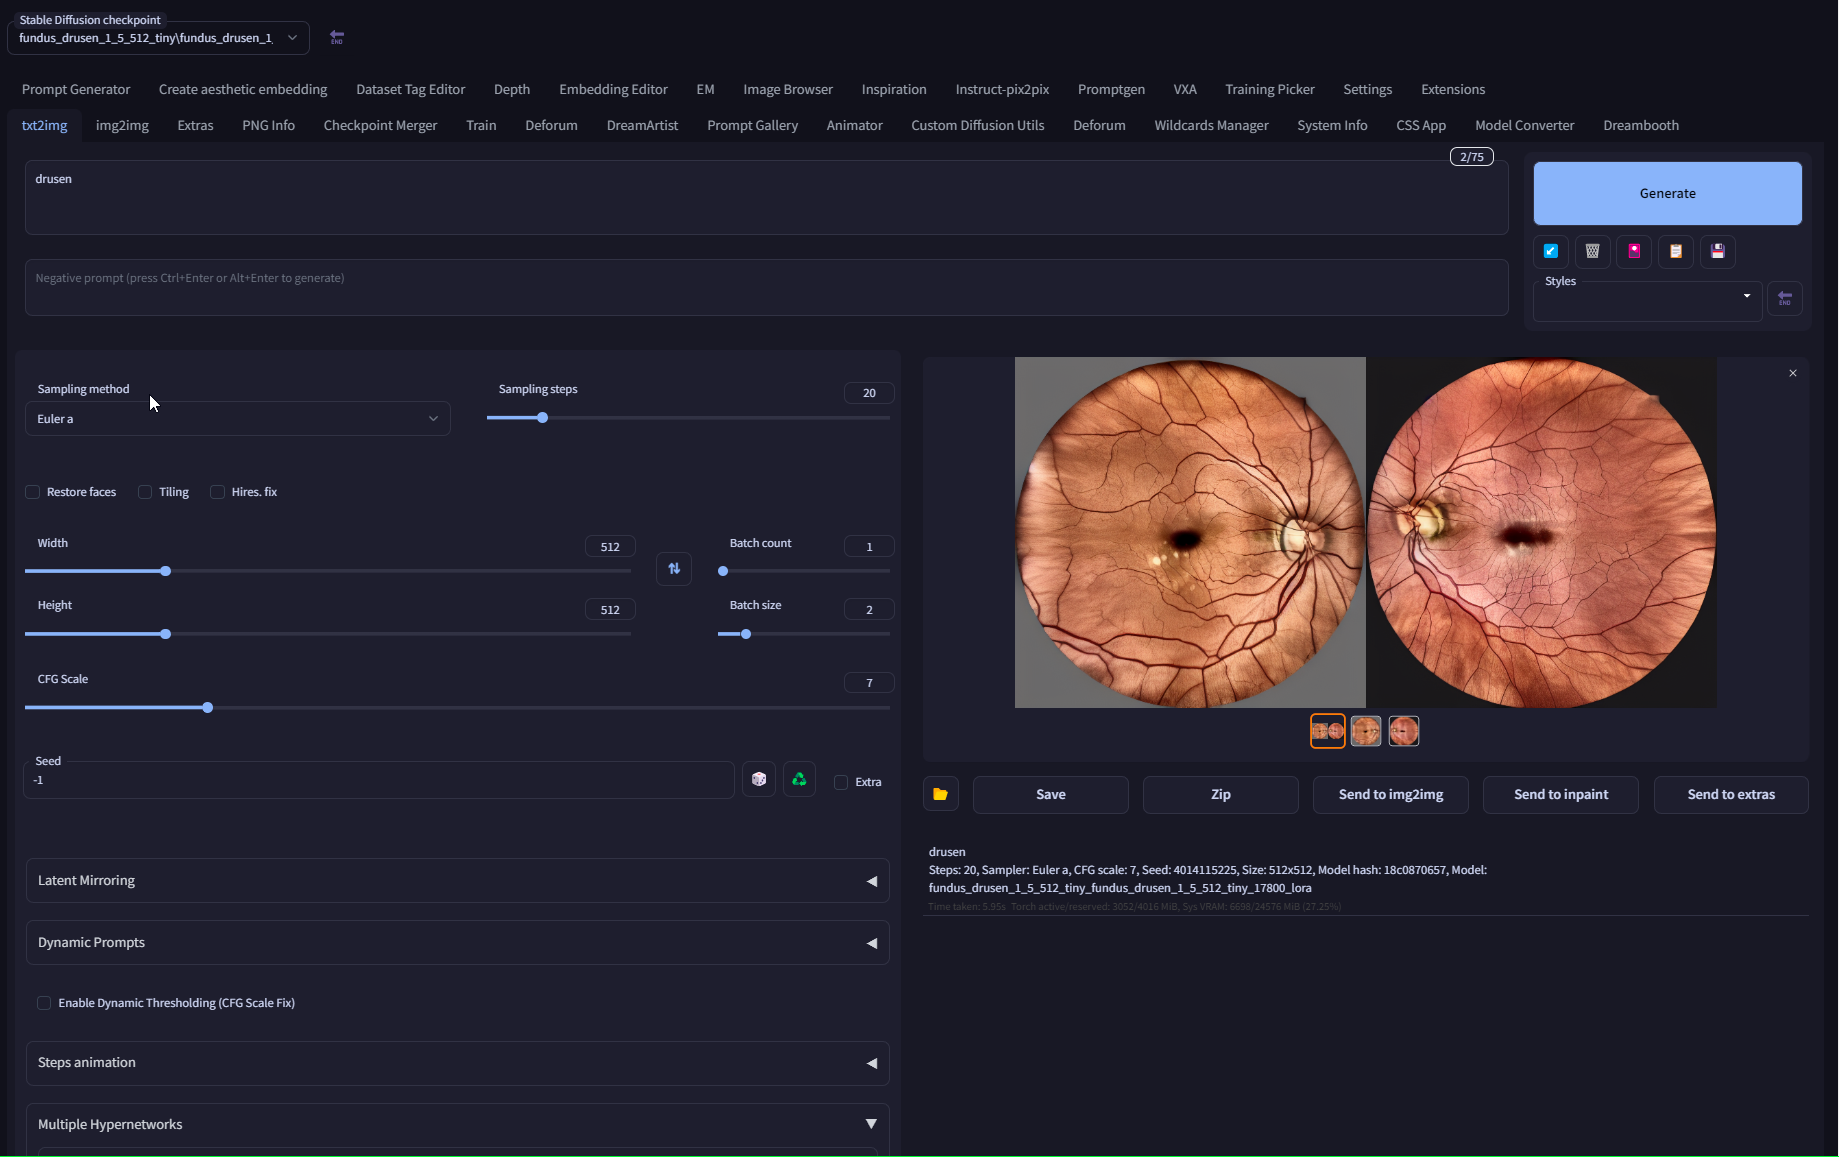 Stable Diffusion checkpoint
fundus_drusen_1_5_512_tiny\fundus_drusen_1_
END
Prompt Generator Create aesthetic embedding Dataset Tag Editor Depth Embedding Editor EM Image Browser Inspiration Instruct-pix2pix Promptgen VXA Training Picker Settings Extensions
txt2img img2img Extras PNG Info Checkpoint Merger Train Deforum DreamArtist Prompt Gallery Animator Custom Diffusion Utils Deforum Wildcards Manager System Info CSS App Model Converter Dreambooth
2/75
drusen
Generate
Negative prompt (press Ctrl+Enter or Alt+Enter to generate)
Styles
END
Sampling method
Euler a
Sampling steps
20
Restore faces Tiling Hires. fix
Width
512
Batch count
1
Height
512
Batch size
2
CFG Scale
7
Seed
-1
Extra
Latent Mirroring
Dynamic Prompts
Enable Dynamic Thresholding (CFG Scale Fix)
Steps animation
Multiple Hypernetworks
Save Zip Send to img2img Send to inpaint Send to extras
drusen
Steps: 20, Sampler: Euler a, CFG scale: 7, Seed: 4014115225, Size: 512x512, Model hash: 18c0870657, Model:
fundus_drusen_1_5_512_tiny_fundus_drusen_1_5_512_tiny_17800_lora
Time taken: 5.95s Torch active/reserved: 3052/4016 MiB, Sys VRAM: 6698/24576 MiB (27.25%)